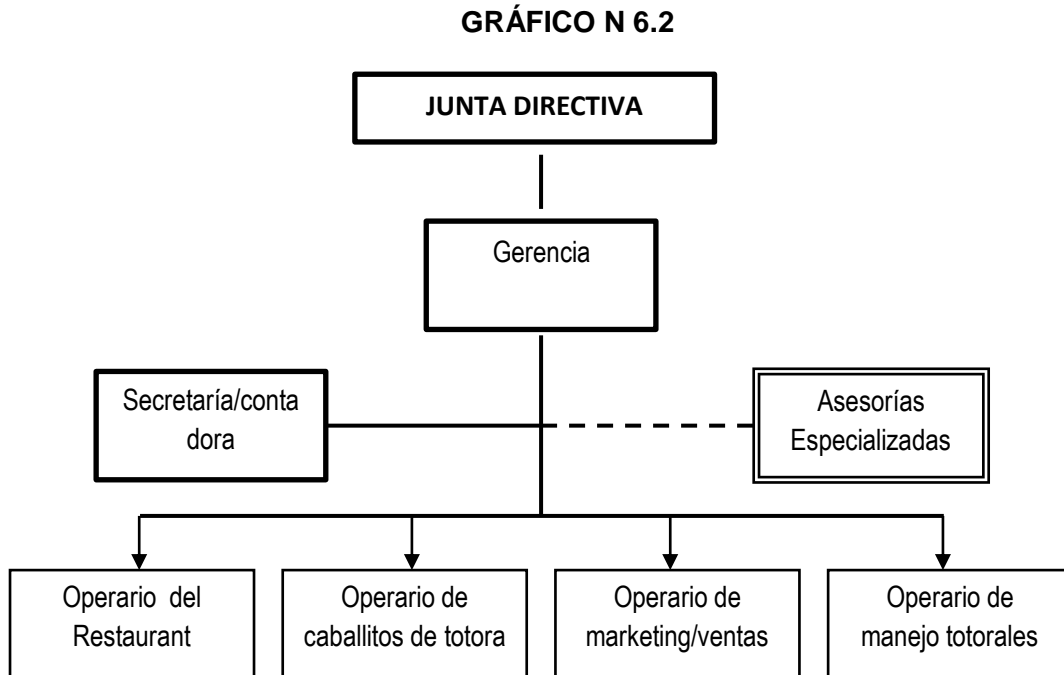 GRÁFICO N 6.2
JUNTA DIRECTIVA
Gerencia
Secretaría/conta
dora
Asesorías
Especializadas
Operario del
Restaurant
Operario de
caballitos de totora
Operario de
marketing/ventas
Operario de
manejo totorales